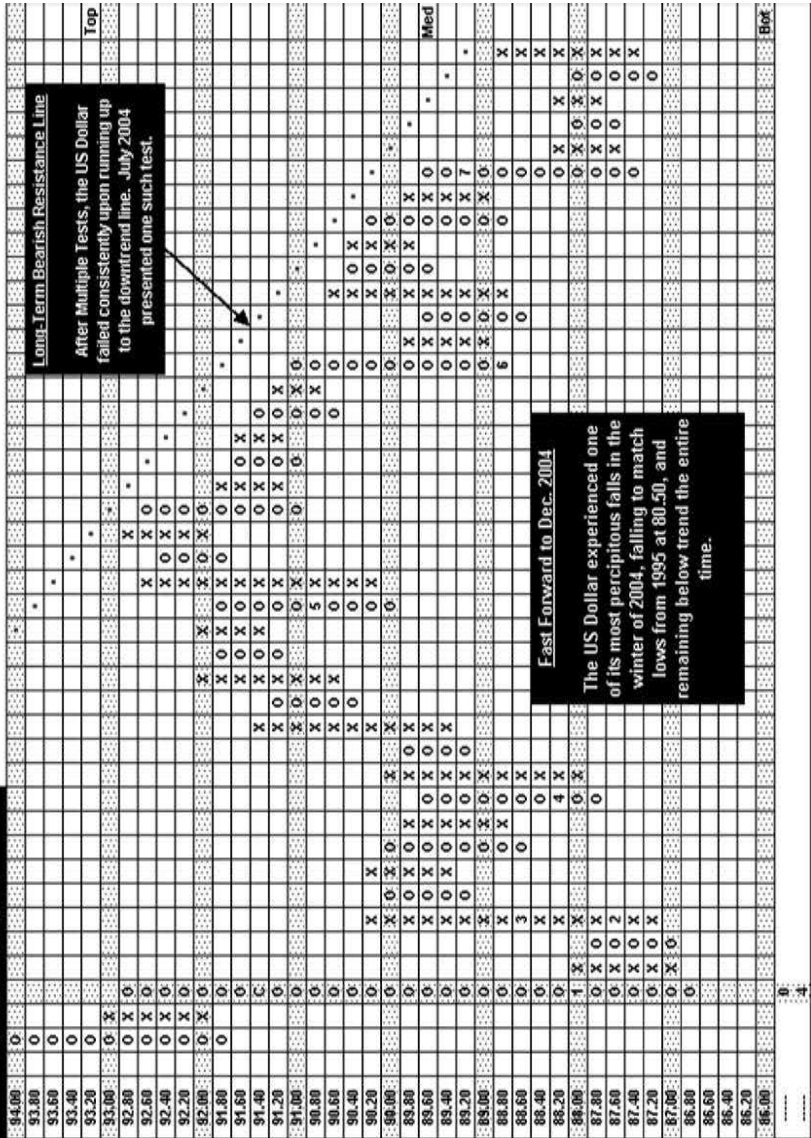 94.00
93.80
93.60
93.40
93.20
93.00
92.80
92.60
92.40
92.20
92.00
91.80
91.60
91.40
91.20
91.00
90.80
90.60
90.40
90.20
90.00
89.80
89.60
89.40
89.20
89.00
88.80
88.60
88.40
88.20
88.00
87.80
87.60
87.40
87.20
87.00
86.80
86.60
86.40
86.20
86.00
0
4
Long-Term Bearish Resistance Line
After Multiple Tests, the US Dollar
failed consistently upon running up
to the downtrend line. July 2004
presented one such test.
Fast Forward to Dec. 2004
The US Dollar experienced one
of its most percipitous falls in the
winter of 2004, falling to match
lows from 1995 at 80.50, and
remaining below trend the entire
time.
Top
Med
Bot